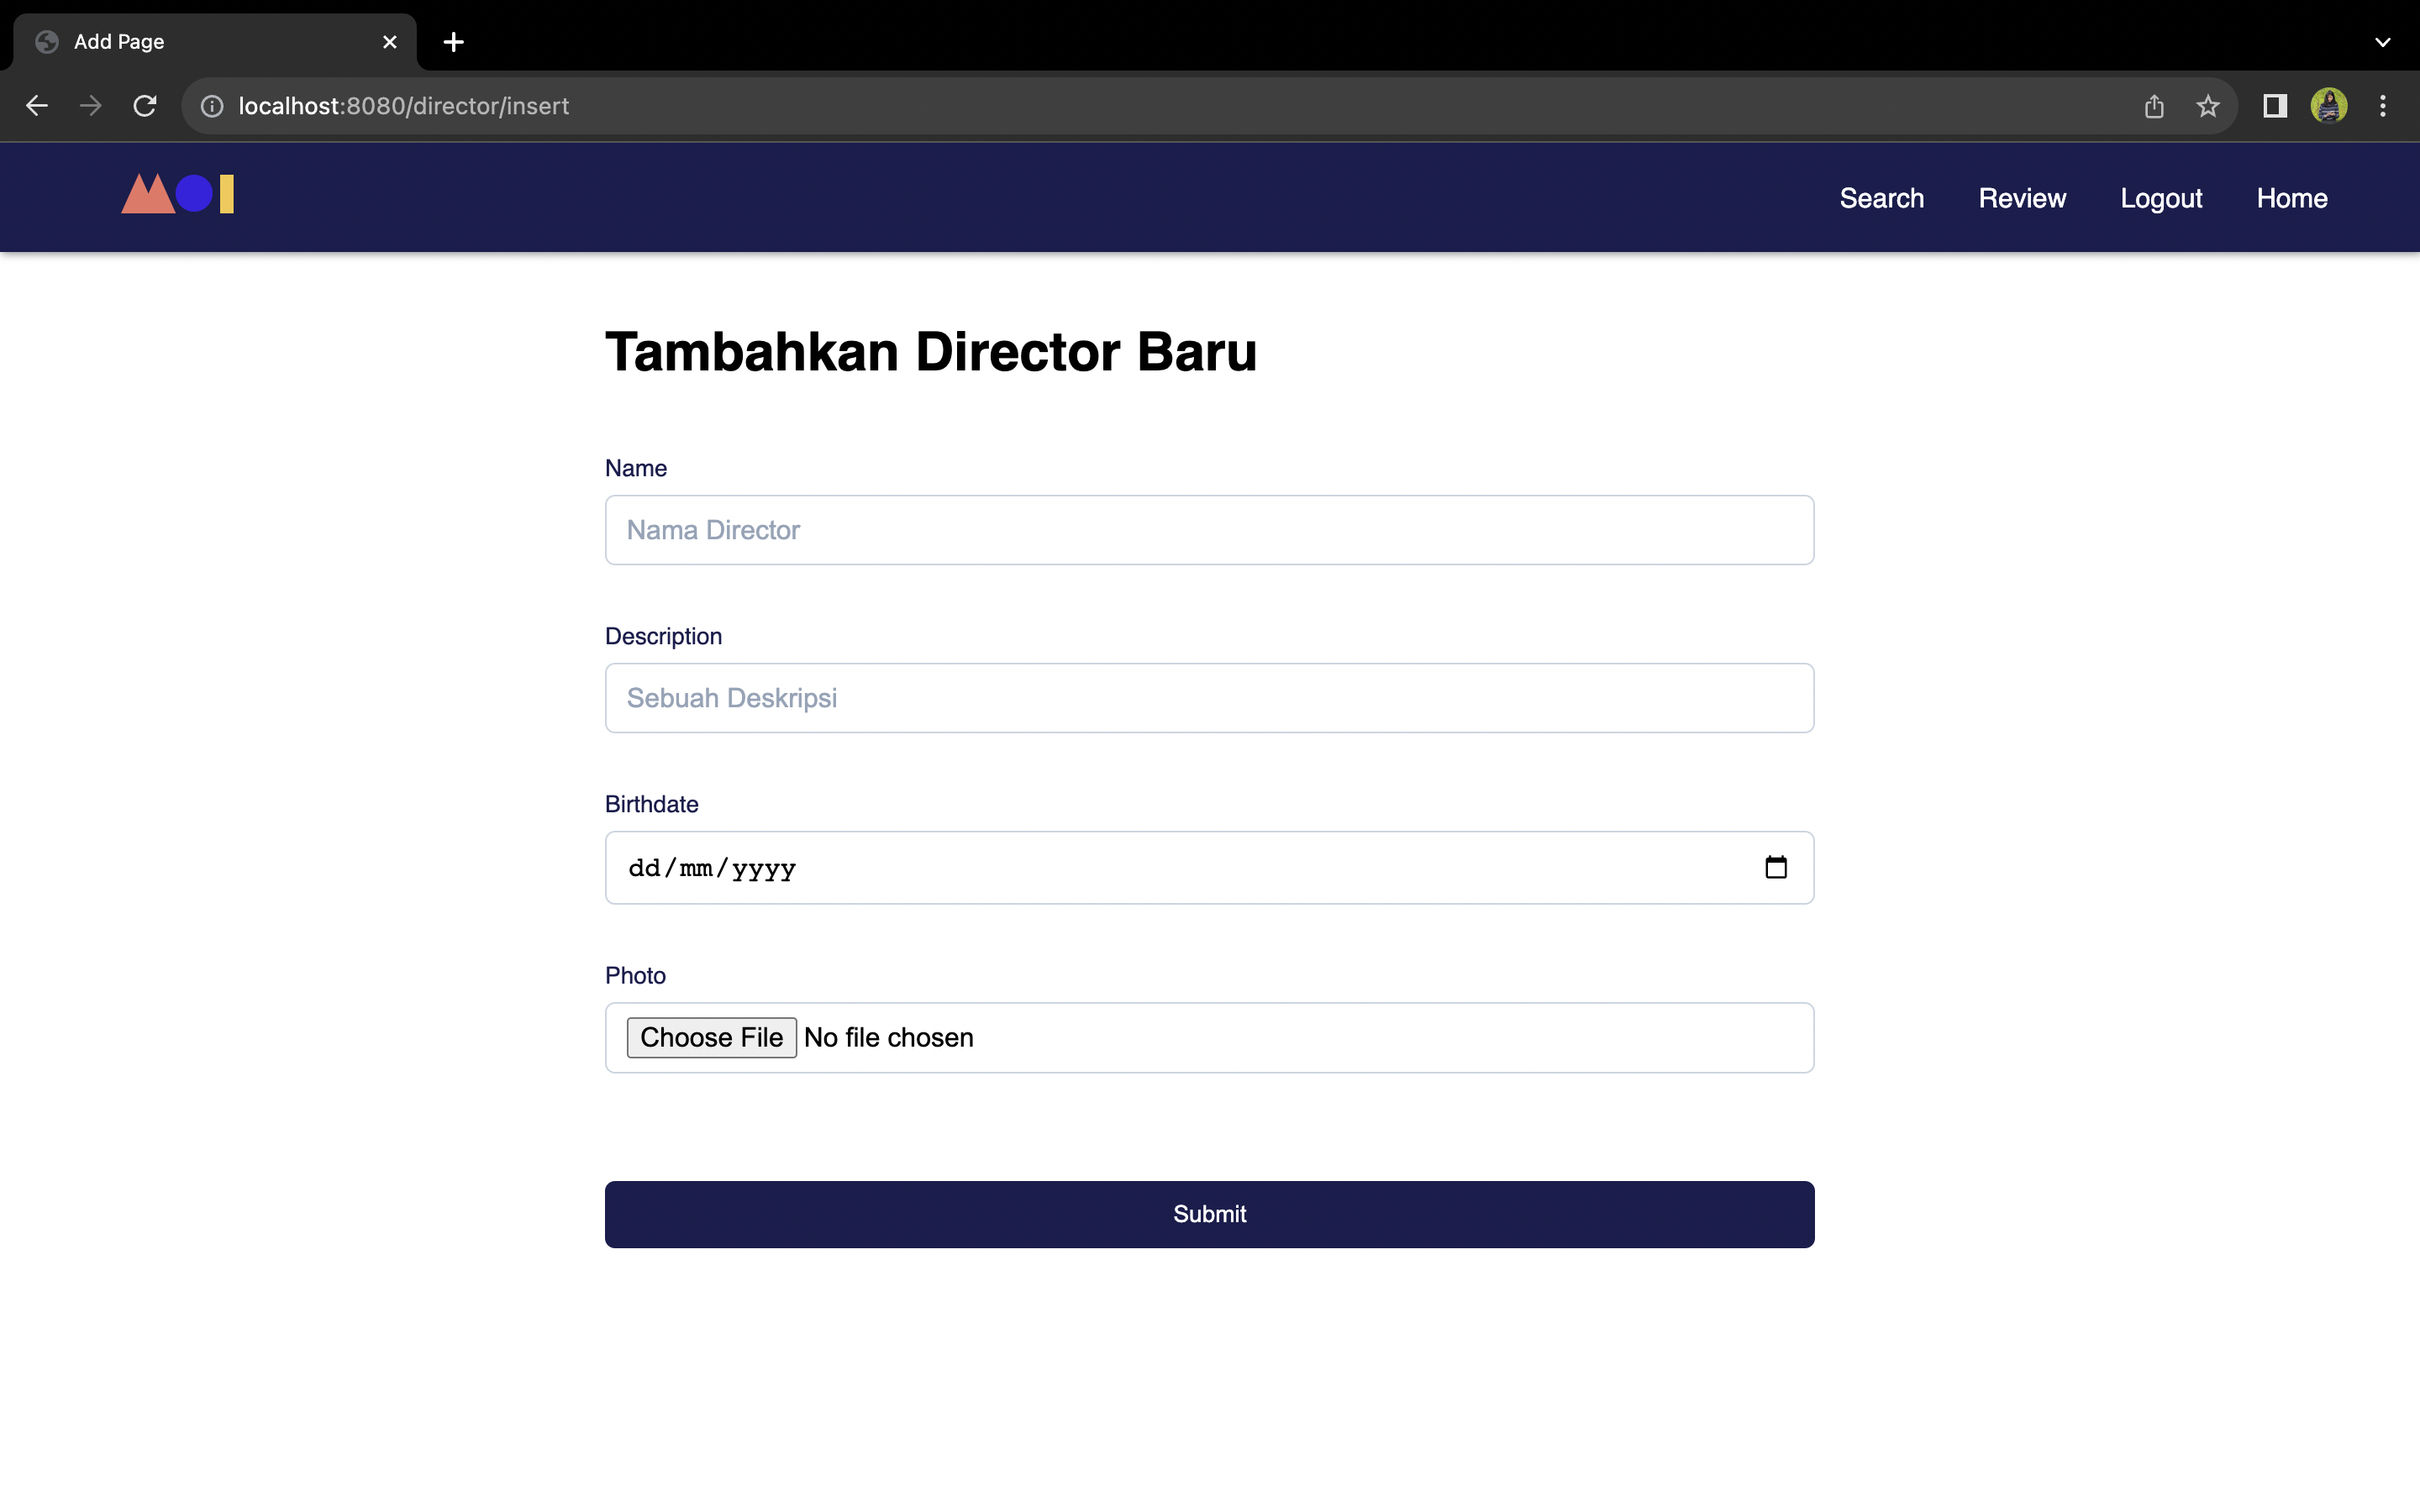 Add Page
localhost:8080/director/insert
MOI
Search Review Logout Home
Tambahkan Director Baru
Name
Nama Director
Description
Sebuah Deskripsi
Birthdate
dd/mm/yyyy
Photo
Choose File No file chosen
Submit